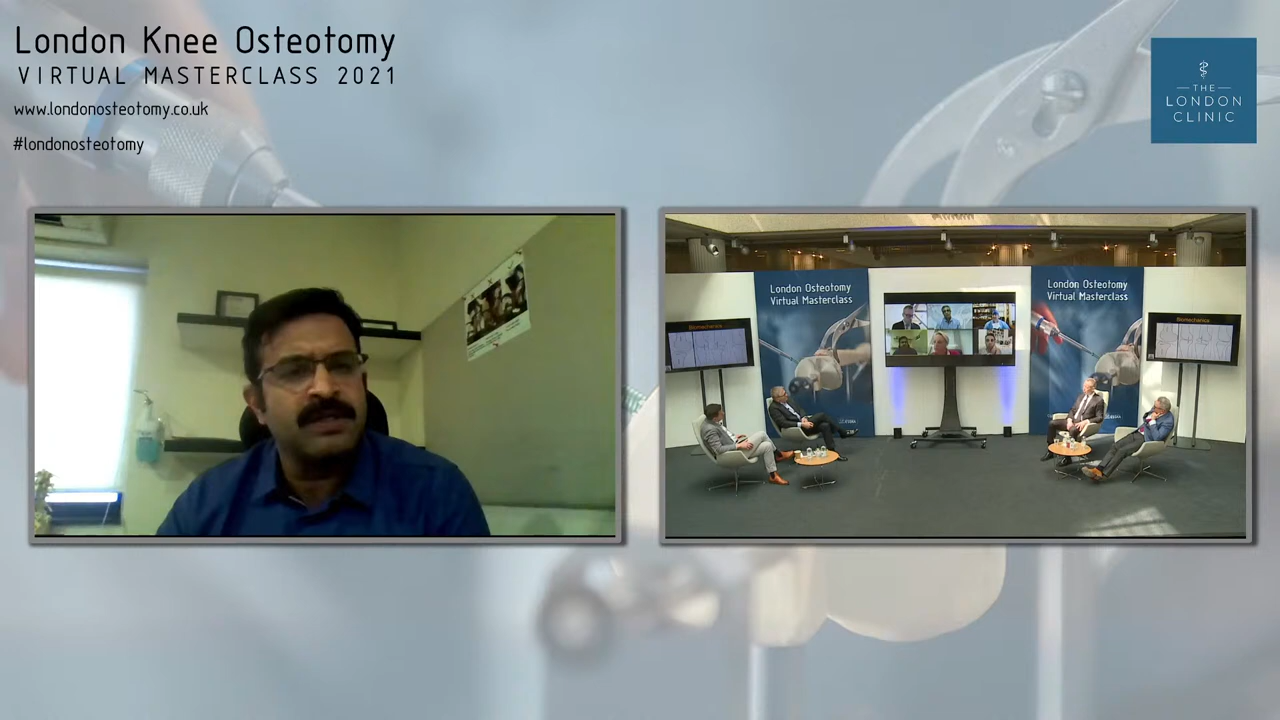 London Knee Osteotomy
VIRTUAL MASTERCLASS 2021
www.londonosteotomy.co.uk
#londonosteotomy
THE
LONDON
CLINIC
London Osteotomy
Virtual Masterclass
London Osteotomy
Virtual Masterclass
Biomechanics
Biomechanics